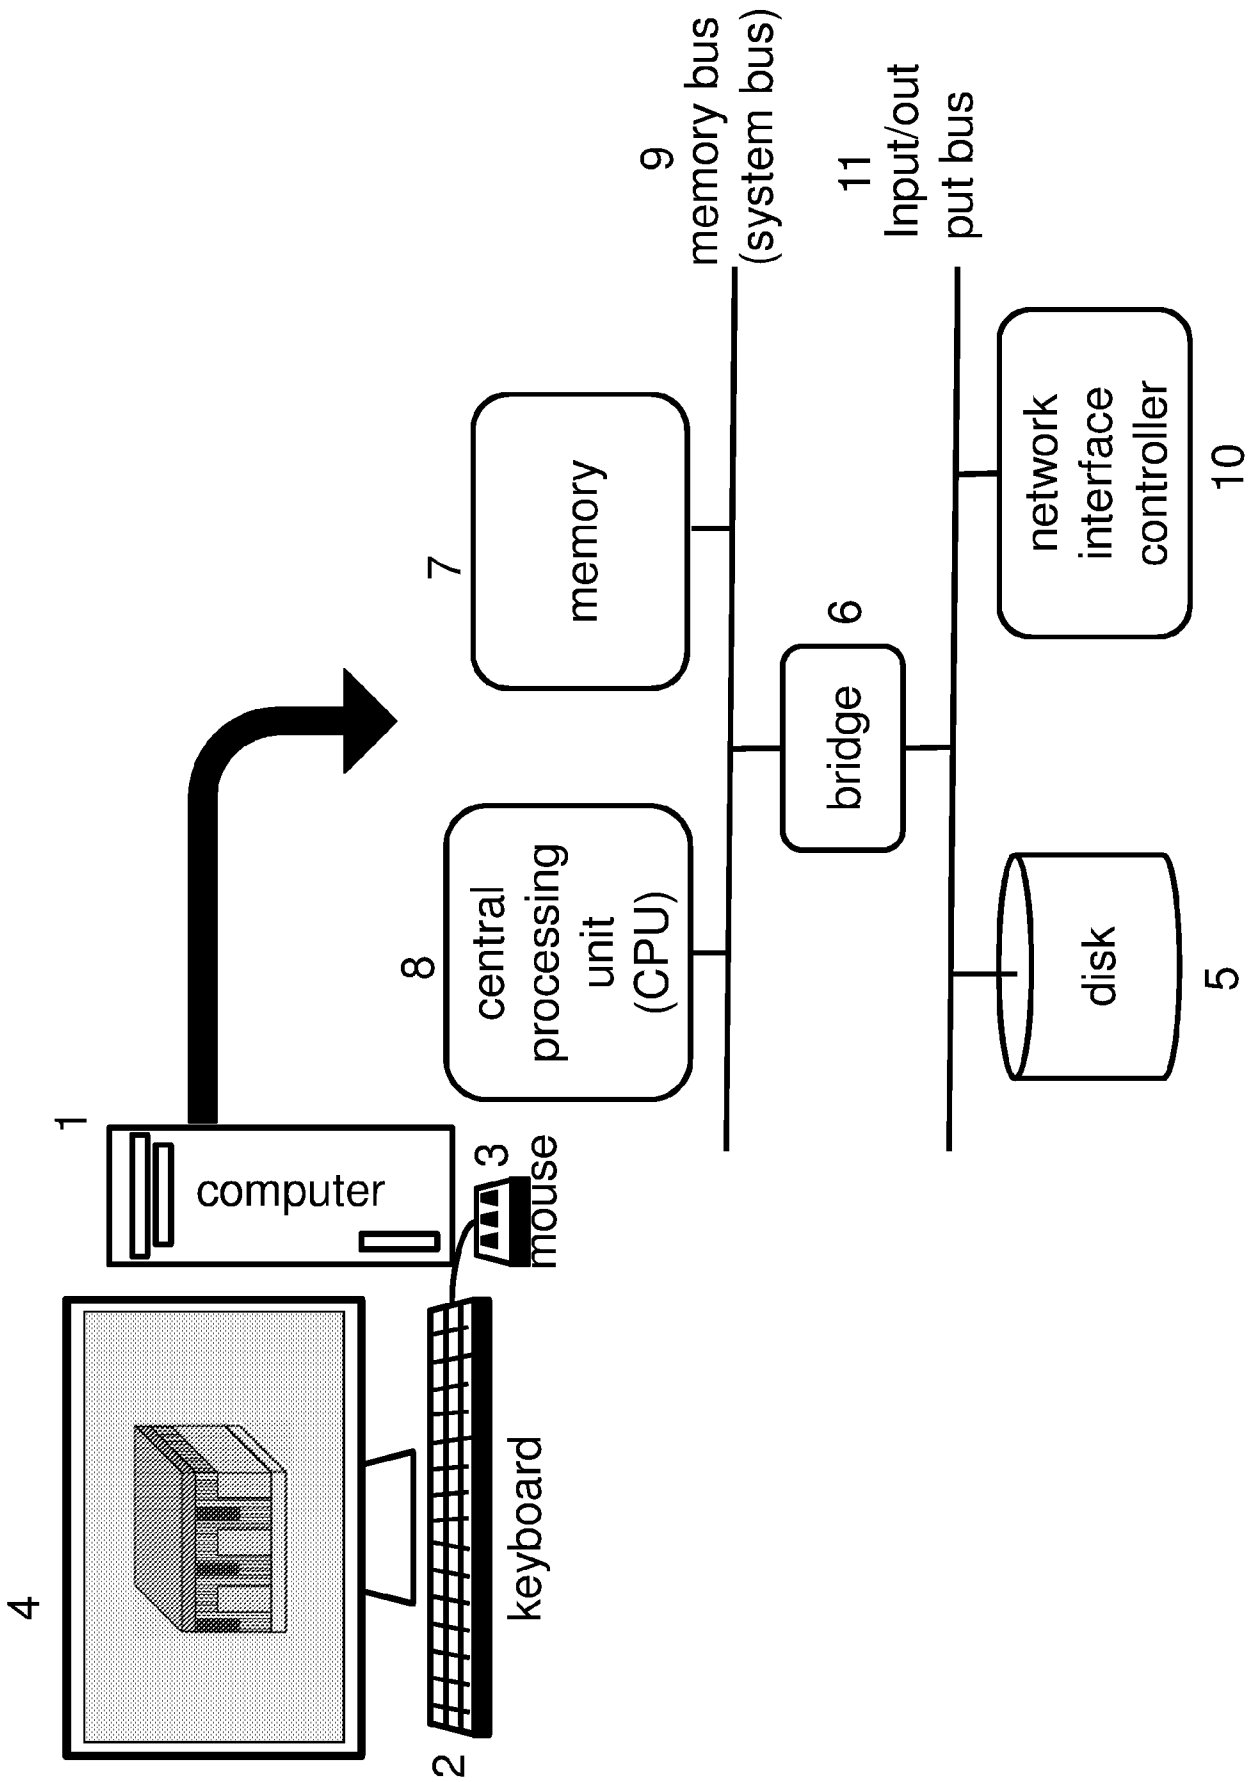 4
1
computer
2
keyboard
3
mouse
8
central
processing
unit
(CPU)
7
memory
9
memory bus
(system bus)
bridge
6
11
Input/out
put bus
disk
5
network
interface
controller
10